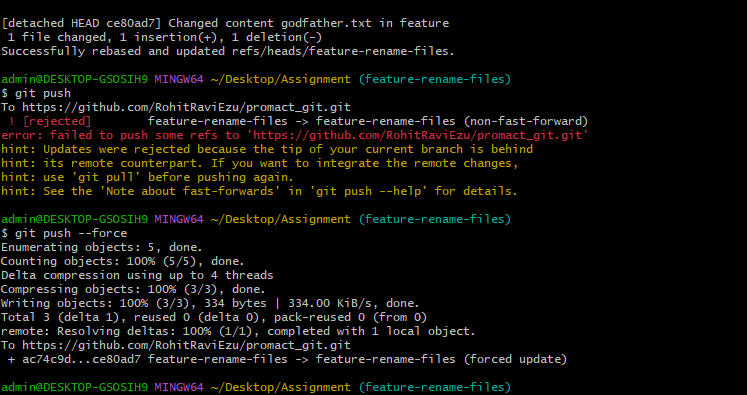 [detached HEAD ce80ad7] Changed content godfather.txt in feature
 1 file changed, 1 insertion(+), 1 deletion(-)
Successfully rebased and updated refs/heads/feature-rename-files.

admin@DESKTOP-GSOSIH9 MINGW64 ~/Desktop/Assignment (feature-rename-files)
$ git push
To https://github.com/RohitRaviEzu/promact_git.git
 ! [rejected]        feature-rename-files -> feature-rename-files (non-fast-forward)
error: failed to push some refs to 'https://github.com/RohitRaviEzu/promact_git.git'
hint: Updates were rejected because the tip of your current branch is behind
hint: its remote counterpart. If you want to integrate the remote changes,
hint: use 'git pull' before pushing again.
hint: See the 'Note about fast-forwards' in 'git push --help' for details.

admin@DESKTOP-GSOSIH9 MINGW64 ~/Desktop/Assignment (feature-rename-files)
$ git push --force
Enumerating objects: 5, done.
Counting objects: 100% (5/5), done.
Delta compression using up to 4 threads
Compressing objects: 100% (3/3), done.
Writing objects: 100% (3/3), 334 bytes | 334.00 KiB/s, done.
Total 3 (delta 1), reused 0 (delta 0), pack-reused 0 (from 0)
remote: Resolving deltas: 100% (1/1), completed with 1 local object.
To https://github.com/RohitRaviEzu/promact_git.git
 + ac74c9d...ce80ad7 feature-rename-files -> feature-rename-files (forced update)

admin@DESKTOP-GSOSIH9 MINGW64 ~/Desktop/Assignment (feature-rename-files)